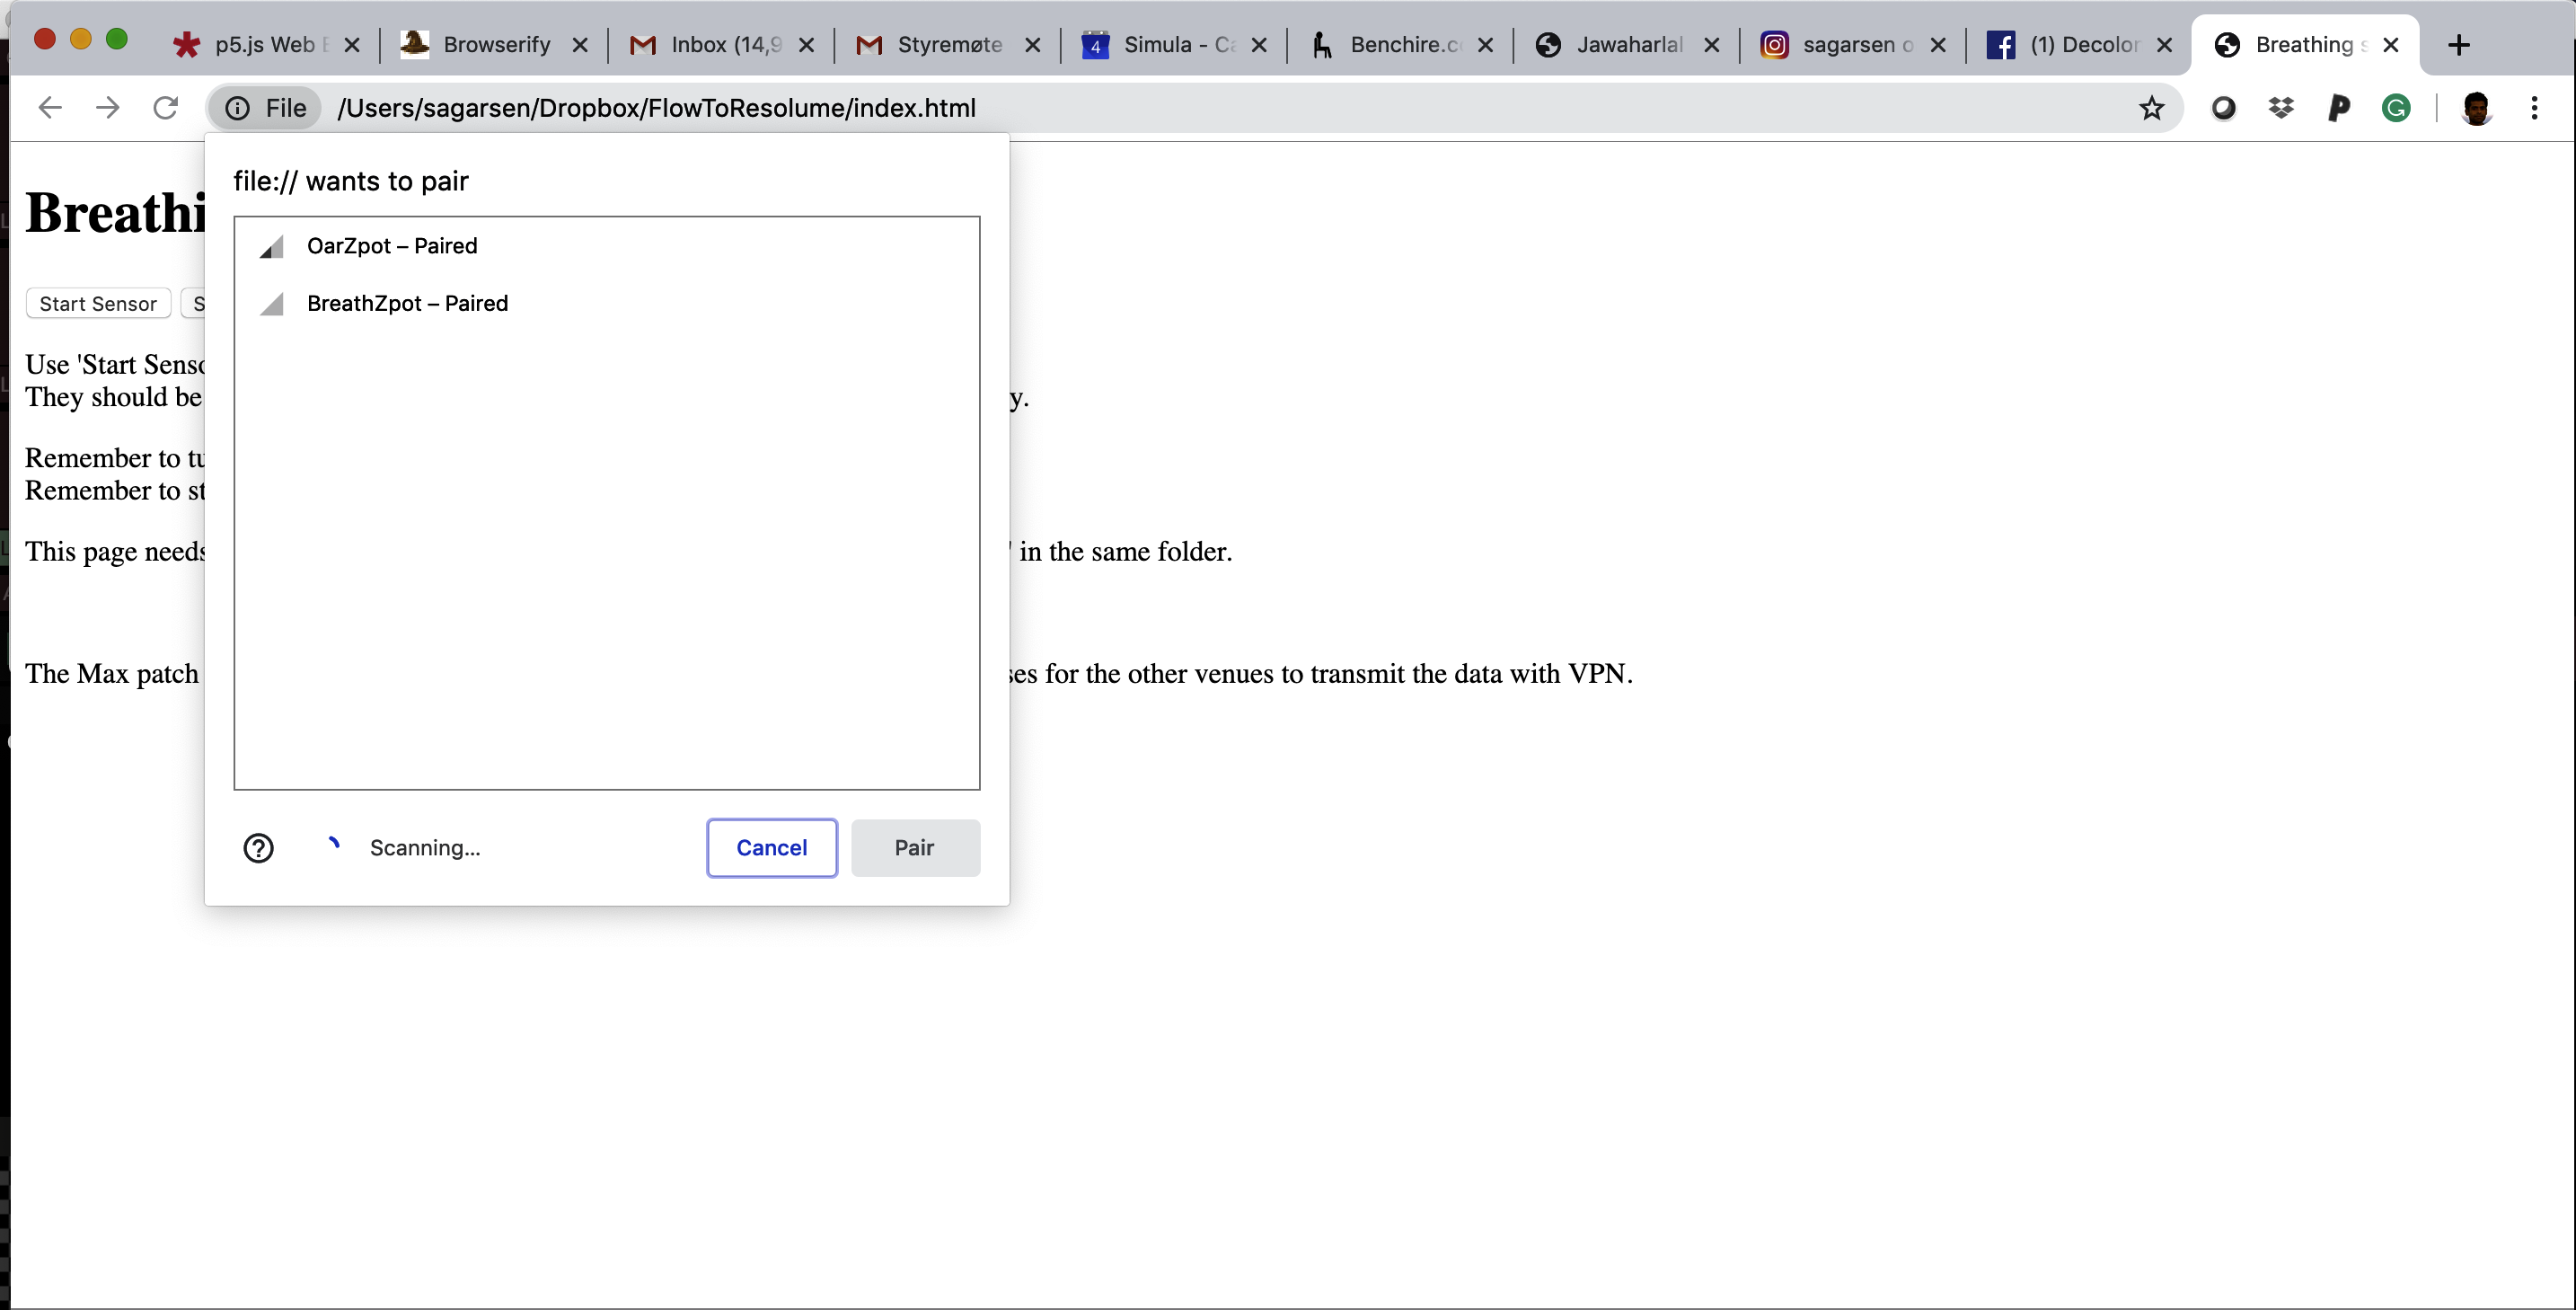 p5.js Web E
Browserify
Inbox (14,9
Styremøte
Simula - Ca
Benchire.co
Jawaharlal
sagarsen o
(1) Decolor
Breathing s
File /Users/sagarsen/Dropbox/FlowToResolume/index.html
file:// wants to pair
OarZpot – Paired
BreathZpot – Paired
Scanning...
Cancel
Pair
Breathi
Start Sensor S
Use 'Start Senso
They should be y.
Remember to tu
Remember to st
This page needs ' in the same folder.
The Max patch ses for the other venues to transmit the data with VPN.